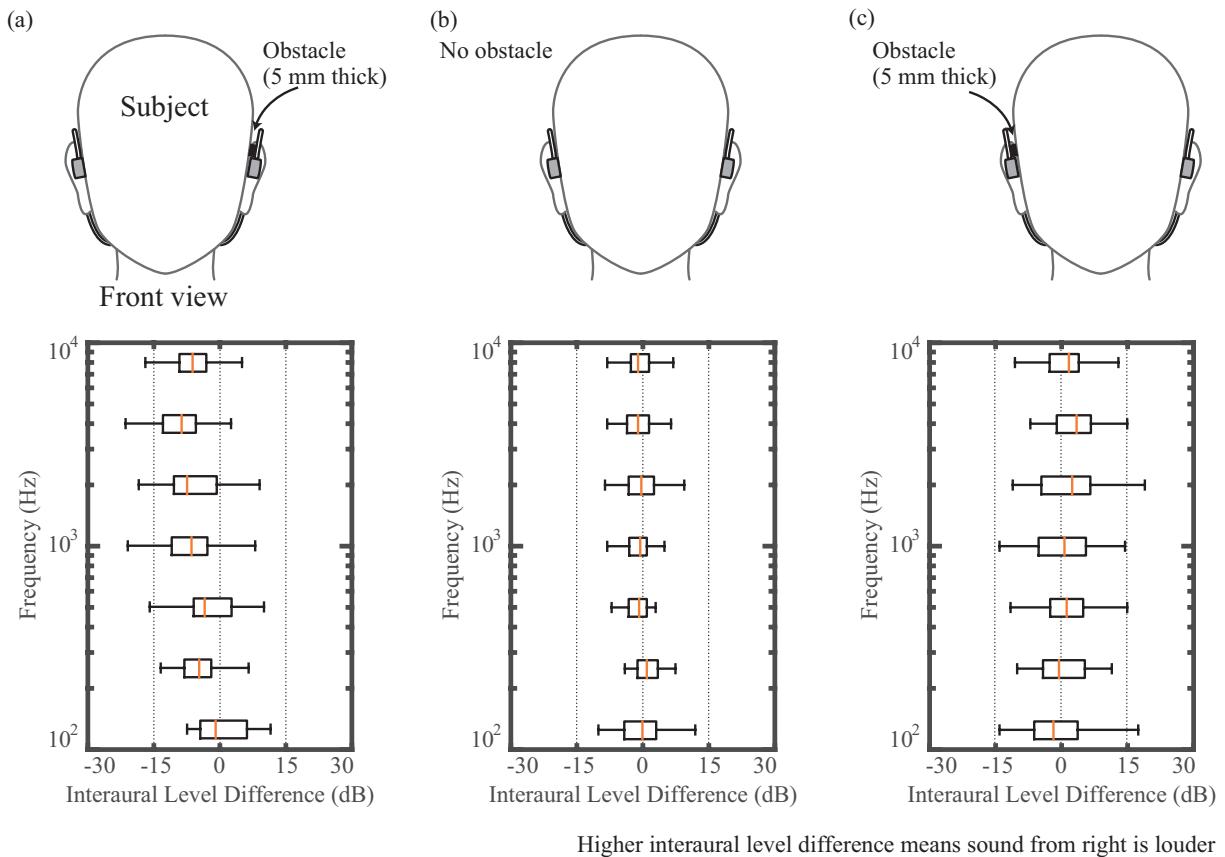 (a)
Obstacle
(5 mm thick)
Subject
Front view
(b)
No obstacle
(c)
Obstacle
(5 mm thick)
10^4
10^3
10^2
Frequency (Hz)
-30 -15 0 15 30
Interaural Level Difference (dB)
10^4
10^3
10^2
Frequency (Hz)
-30 -15 0 15 30
Interaural Level Difference (dB)
10^4
10^3
10^2
Frequency (Hz)
-30 -15 0 15 30
Interaural Level Difference (dB)
Higher interaural level difference means sound from right is louder